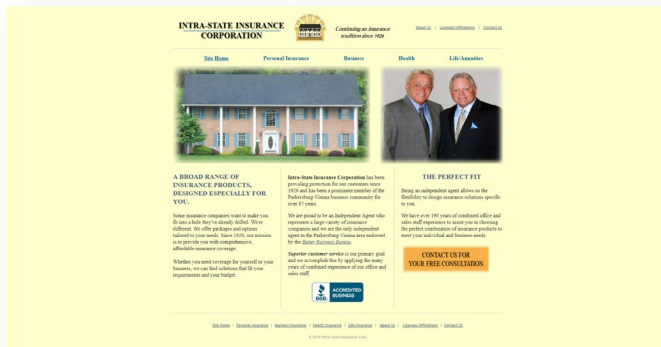 INTRA-STATE INSURANCE
CORPORATION
Continuing an insurance
tradition since 1920
About Us | Licenses/Affiliations | Contact Us
Site Home Personal Insurance Business Health Life/Annuities
A BROAD RANGE OF
INSURANCE PRODUCTS,
DESIGNED ESPECIALLY FOR
YOU.
Some insurance companies want to make you
fit into a hole they've already drilled. We're
different. We offer packages and options
tailored to your needs. Since 1920, our mission
is to provide you with comprehensive,
affordable insurance coverage.
Whether you need coverage for yourself or your
business, we can find solutions that fit your
requirements and your budget.
Intra-State Insurance Corporation has been
providing protection for our customers since
1920 and has been a prominent member of the
Parkersburg-Vienna business community for
over 87 years.
We are proud to be an Independent Agent who
represents a large variety of insurance
companies and we are the only independent
agent in the Parkersburg-Vienna area endorsed
by the Better Business Bureau.
Superior customer service is our primary goal
and we accomplish this by applying the many
years of combined experience of our office and
sales staff.
BBB. ACCREDITED
BUSINESS
THE PERFECT FIT
Being an independent agent allows us the
flexibility to design insurance solutions specific
to you.
We have over 190 years of combined office and
sales staff experience to assist you in choosing
the perfect combination of insurance products to
meet your individual and business needs.
CONTACT US FOR
YOUR FREE CONSULTATION
Site Home | Personal Insurance | Business Insurance | Health Insurance | Life Insurance | About Us | Licenses/Affiliations | Contact Us
© 2014 Intra-State Insurance Corp.